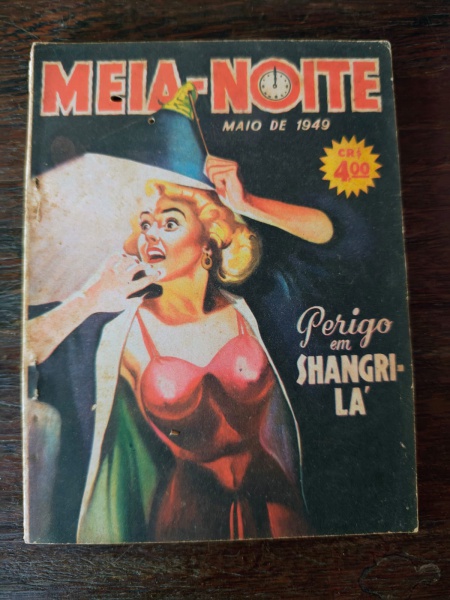 MEIA-NOITE
MAIO DE 1949
CR$
4,00
Perigo
em
SHANGRI-
LA'